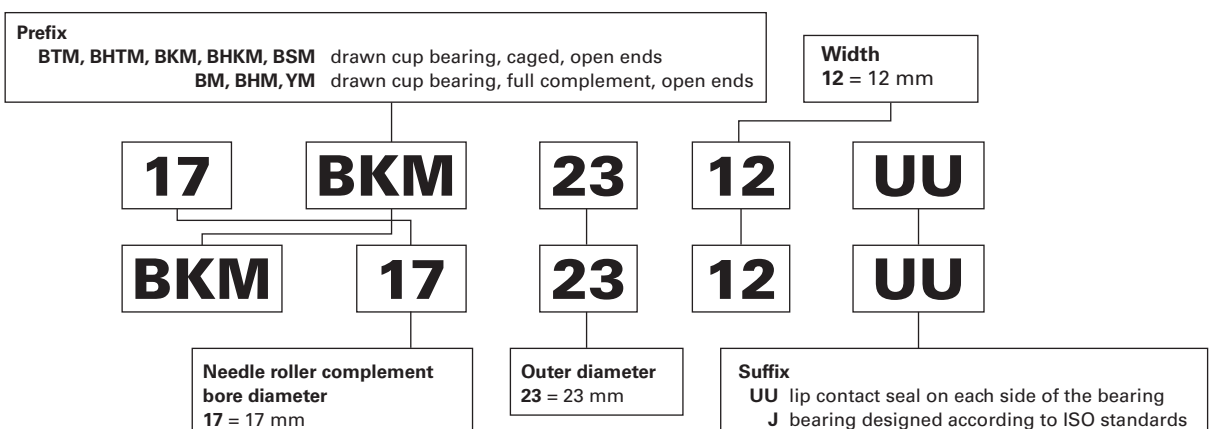 Prefix
BTM, BHTM, BKM, BHKM, BSM drawn cup bearing, caged, open ends
BM, BHM, YM drawn cup bearing, full complement, open ends
Width
12 = 12 mm
17 BKM 23 12 UU
BKM 17 23 12 UU
Needle roller complement
bore diameter
17 = 17 mm
Outer diameter
23 = 23 mm
Suffix
UU lip contact seal on each side of the bearing
J bearing designed according to ISO standards